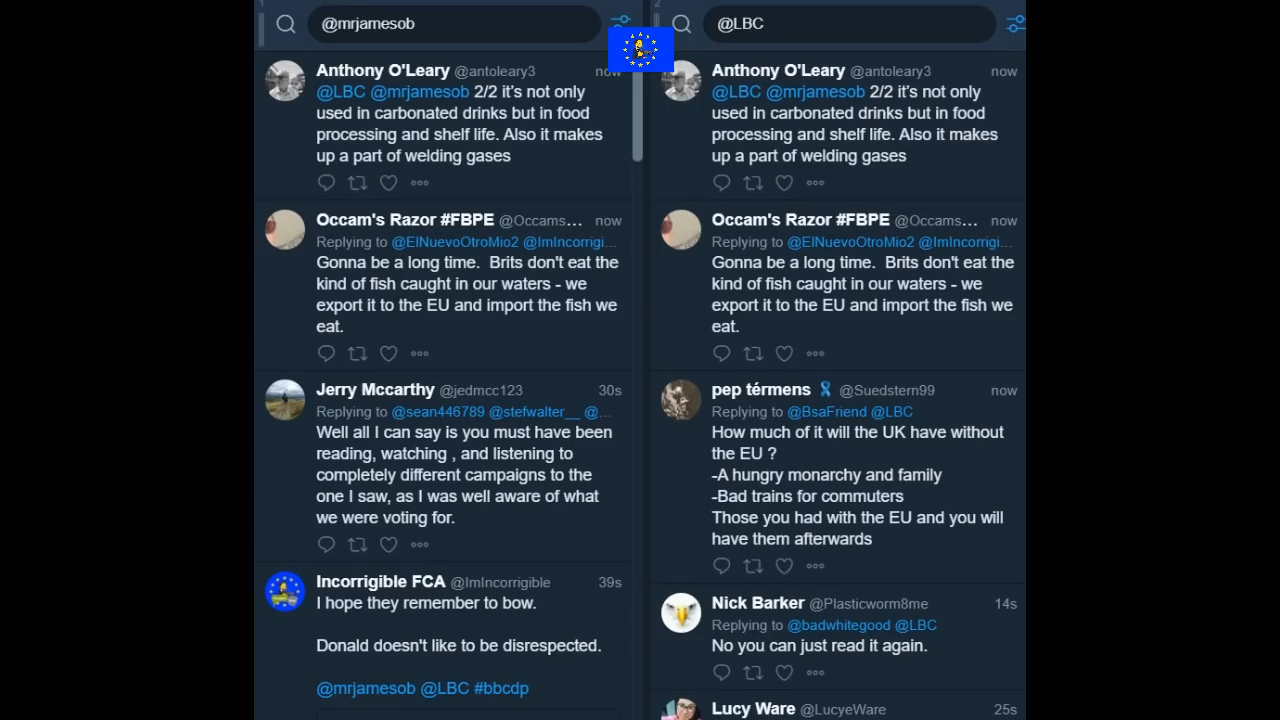 1
@mrjamesob
Anthony O'Leary @antoleary3 now
@LBC @mrjamesob 2/2 it's not only
used in carbonated drinks but in food
processing and shelf life. Also it makes
up a part of welding gases
Occam's Razor #FBPE @Occams... now
Replying to @ElNuevoOtroMio2 @ImIncorrigi...
Gonna be a long time. Brits don't eat the
kind of fish caught in our waters - we
export it to the EU and import the fish we
eat.
Jerry Mccarthy @jedmcc123 30s
Replying to @sean446789 @stefwalter__ @...
Well all I can say is you must have been
reading, watching , and listening to
completely different campaigns to the
one I saw, as I was well aware of what
we were voting for.
Incorrigible FCA @ImIncorrigible 39s
I hope they remember to bow.
Donald doesn't like to be disrespected.
@mrjamesob @LBC #bbcdp
2
@LBC
Anthony O'Leary @antoleary3 now
@LBC @mrjamesob 2/2 it's not only
used in carbonated drinks but in food
processing and shelf life. Also it makes
up a part of welding gases
Occam's Razor #FBPE @Occams... now
Replying to @ElNuevoOtroMio2 @ImIncorrigi...
Gonna be a long time. Brits don't eat the
kind of fish caught in our waters - we
export it to the EU and import the fish we
eat.
pep térmens @Suedstern99 now
Replying to @BsaFriend @LBC
How much of it will the UK have without
the EU ?
-A hungry monarchy and family
-Bad trains for commuters
Those you had with the EU and you will
have them afterwards
Nick Barker @Plasticworm8me 14s
Replying to @badwhitegood @LBC
No you can just read it again.
Lucy Ware @LucyeWare 25s